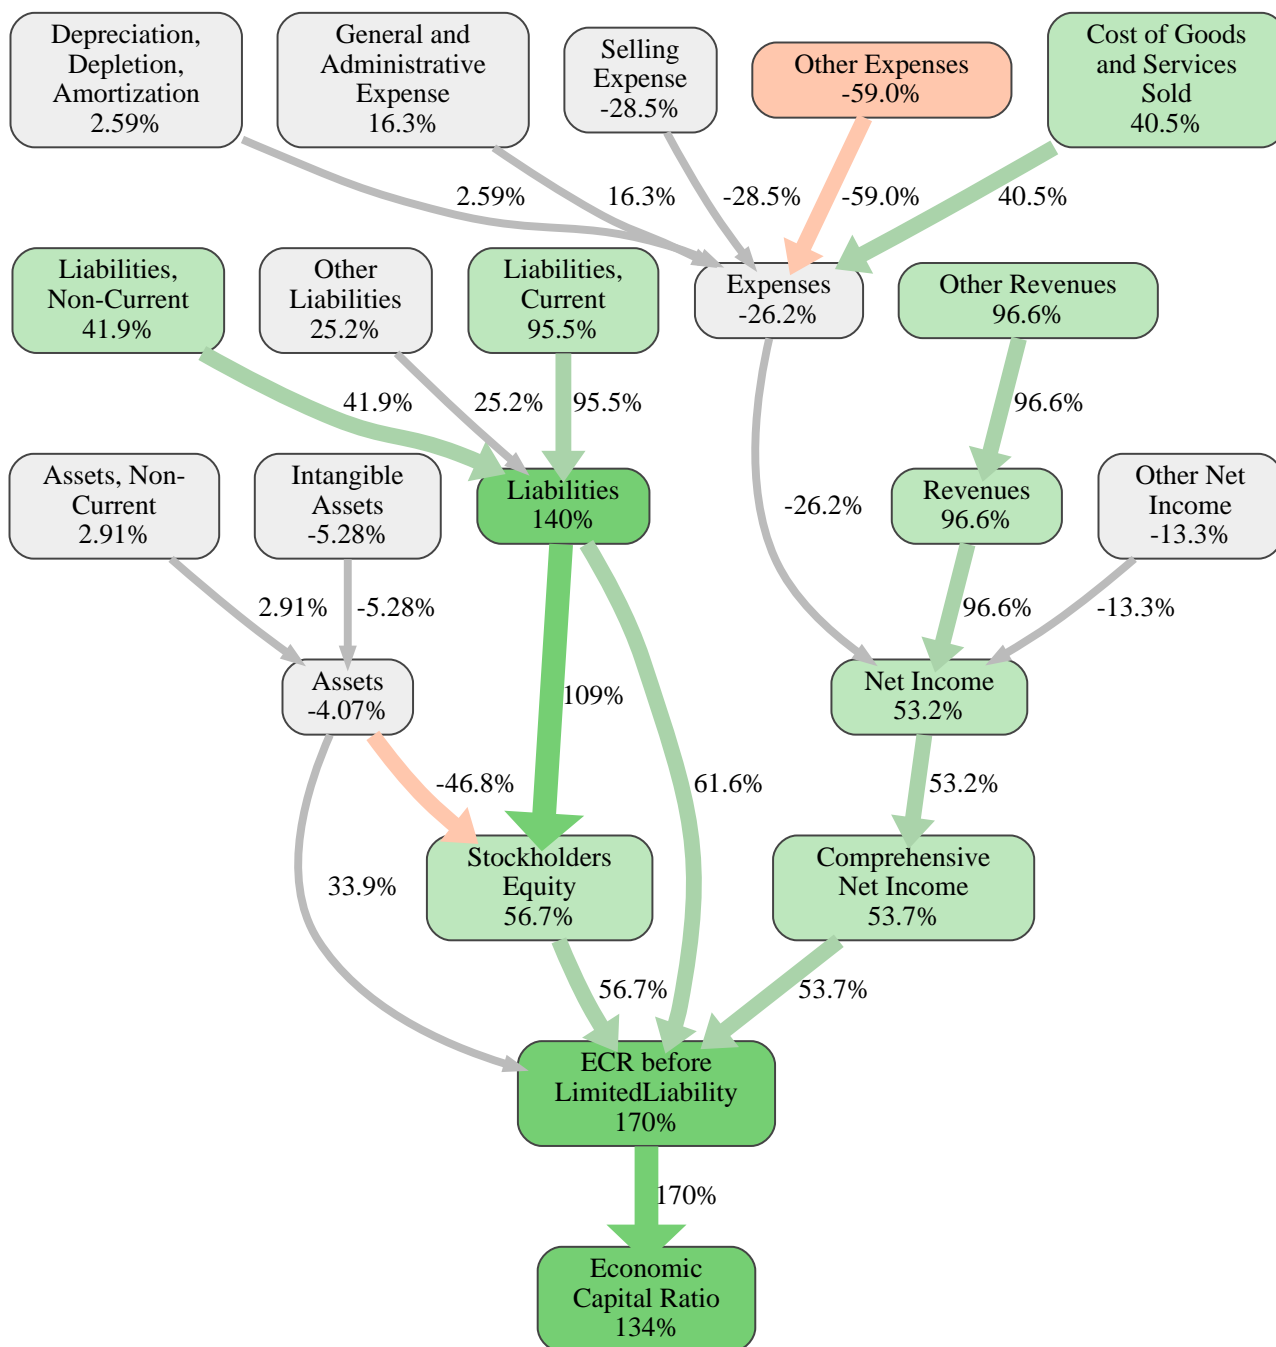 Depreciation,
Depletion,
Amortization
2.59%
General and
Administrative
Expense
16.3%
Selling
Expense
-28.5%
Other Expenses
-59.0%
Cost of Goods
and Services
Sold
40.5%
2.59%
16.3%
-28.5%
-59.0%
40.5%
Liabilities,
Non-Current
41.9%
Other
Liabilities
25.2%
Liabilities,
Current
95.5%
Expenses
-26.2%
Other Revenues
96.6%
41.9%
25.2%
95.5%
96.6%
Assets, Non-
Current
2.91%
Intangible
Assets
-5.28%
Liabilities
140%
-26.2%
Revenues
96.6%
Other Net
Income
-13.3%
2.91%
-5.28%
96.6%
-13.3%
Assets
-4.07%
109%
Net Income
53.2%
-46.8%
61.6%
53.2%
33.9%
Stockholders
Equity
56.7%
Comprehensive
Net Income
53.7%
56.7%
53.7%
ECR before
LimitedLiability
170%
170%
Economic
Capital Ratio
134%